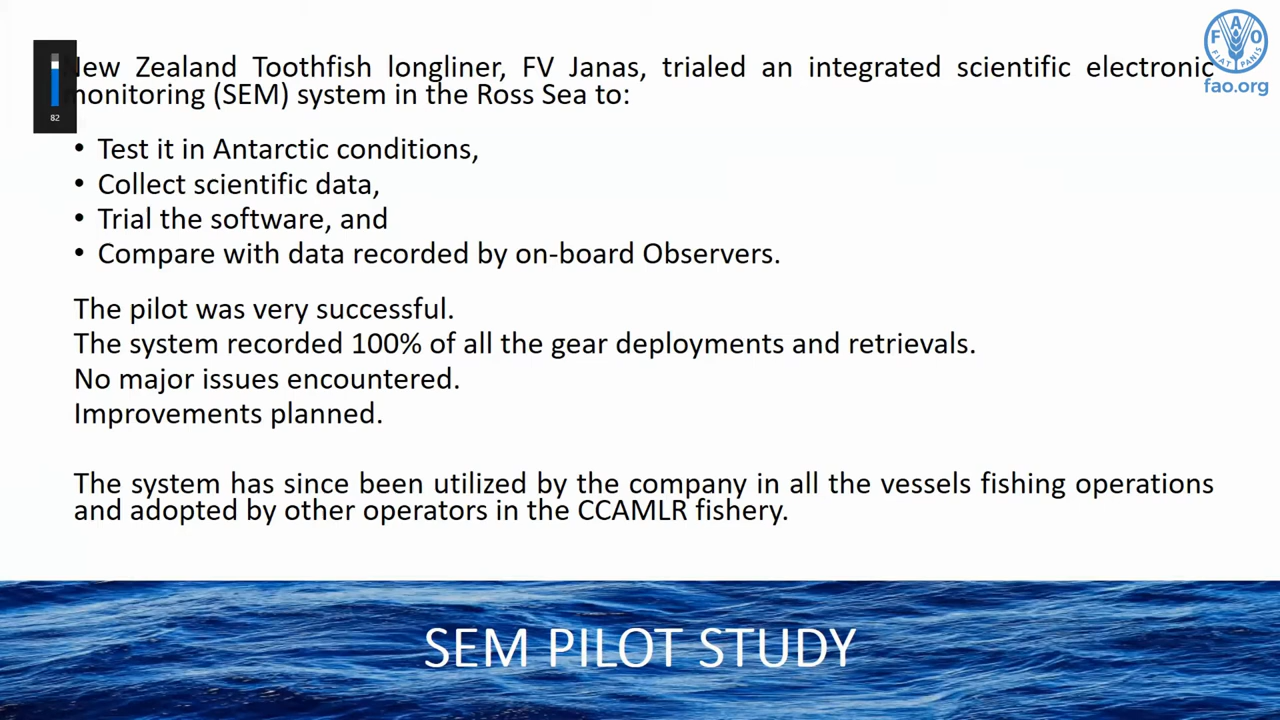 New Zealand Toothfish longliner, FV Janas, trialed an integrated scientific electronic
monitoring (SEM) system in the Ross Sea to:
• Test it in Antarctic conditions,
• Collect scientific data,
• Trial the software, and
• Compare with data recorded by on-board Observers.
The pilot was very successful.
The system recorded 100% of all the gear deployments and retrievals.
No major issues encountered.
Improvements planned.
The system has since been utilized by the company in all the vessels fishing operations
and adopted by other operators in the CCAMLR fishery.
SEM PILOT STUDY
82
F A O
FIAT PANIS
fao.org